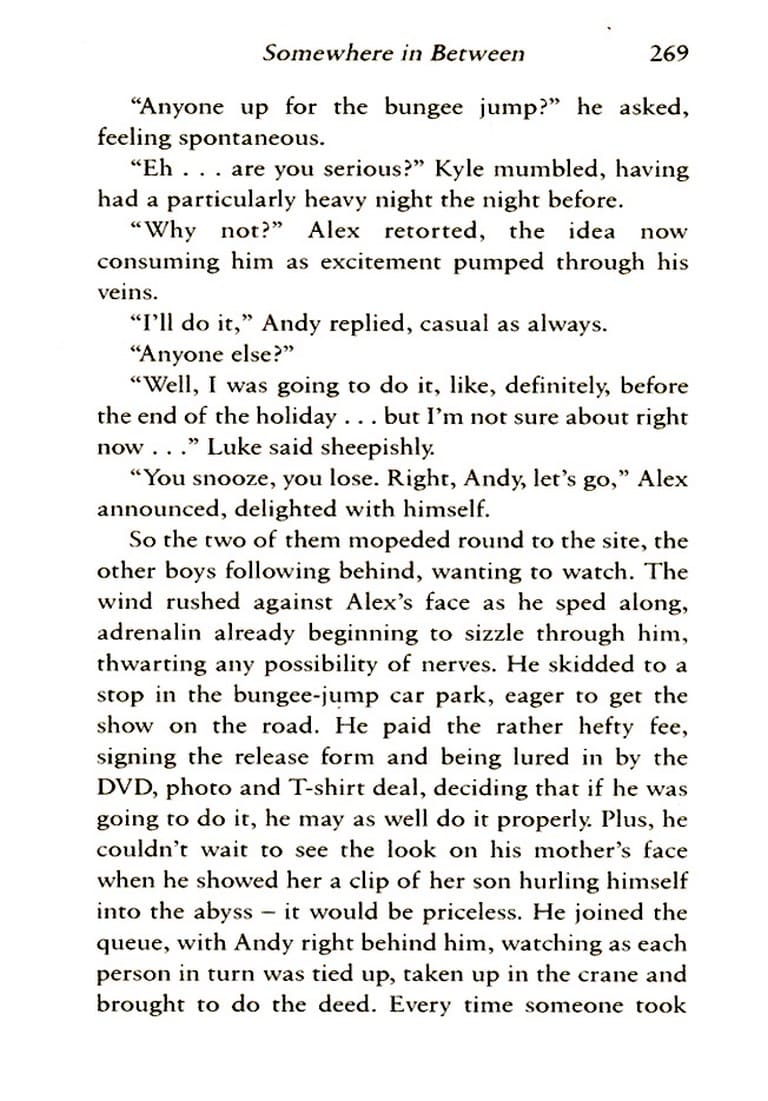 Somewhere in Between 269
“Anyone up for the bungee jump?” he asked,
feeling spontaneous.
“Eh . . . are you serious?” Kyle mumbled, having
had a particularly heavy night the night before.
“Why not?” Alex retorted, the idea now
consuming him as excitement pumped through his
veins.
“I’ll do it,” Andy replied, casual as always.
“Anyone else?”
“Well, I was going to do it, like, definitely, before
the end of the holiday . . . but I’m not sure about right
now . . .” Luke said sheepishly.
“You snooze, you lose. Right, Andy, let’s go,” Alex
announced, delighted with himself.
So the two of them mopeded round to the site, the
other boys following behind, wanting to watch. The
wind rushed against Alex’s face as he sped along,
adrenalin already beginning to sizzle through him,
thwarting any possibility of nerves. He skidded to a
stop in the bungee-jump car park, eager to get the
show on the road. He paid the rather hefty fee,
signing the release form and being lured in by the
DVD, photo and T-shirt deal, deciding that if he was
going to do it, he may as well do it properly. Plus, he
couldn’t wait to see the look on his mother’s face
when he showed her a clip of her son hurling himself
into the abyss – it would be priceless. He joined the
queue, with Andy right behind him, watching as each
person in turn was tied up, taken up in the crane and
brought to do the deed. Every time someone took